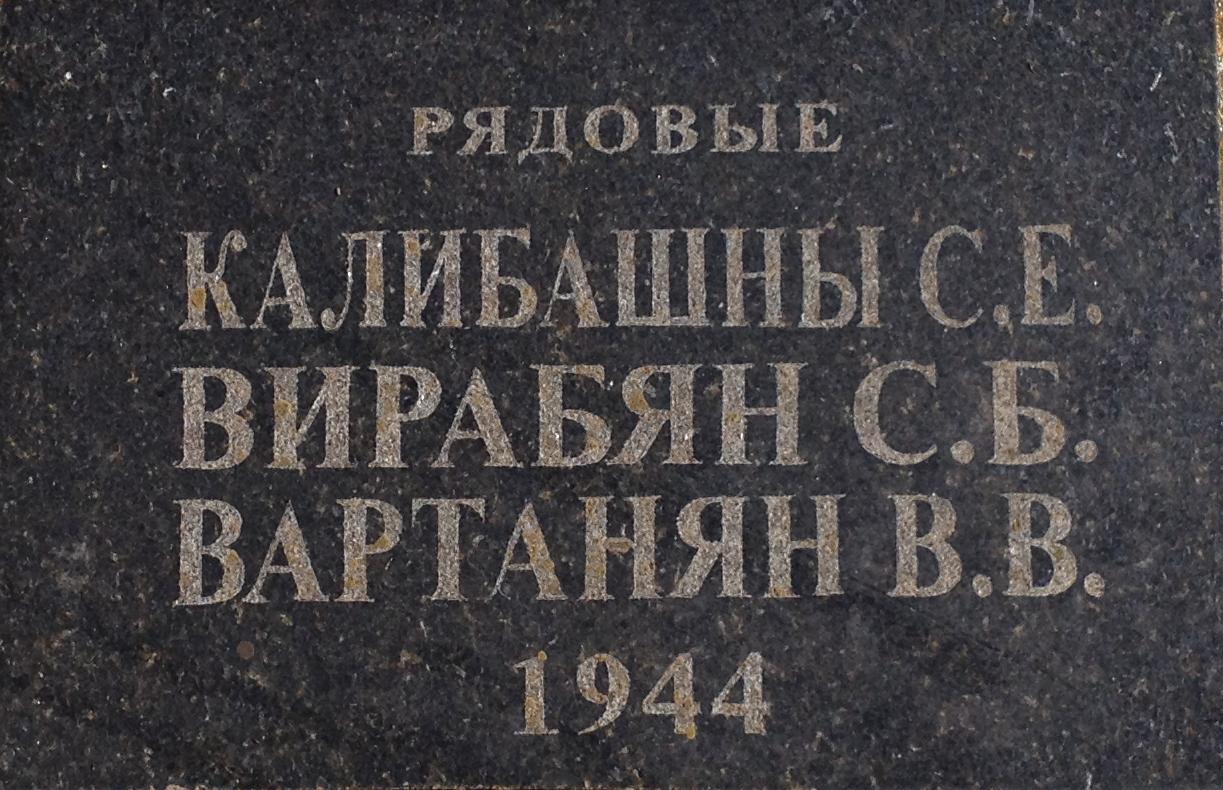 РЯДОВЫЕ
КАЛИБАШНЫ С.Е.
ВИРАБЯН С.Б.
ВАРТАНЯН В.В.
1944